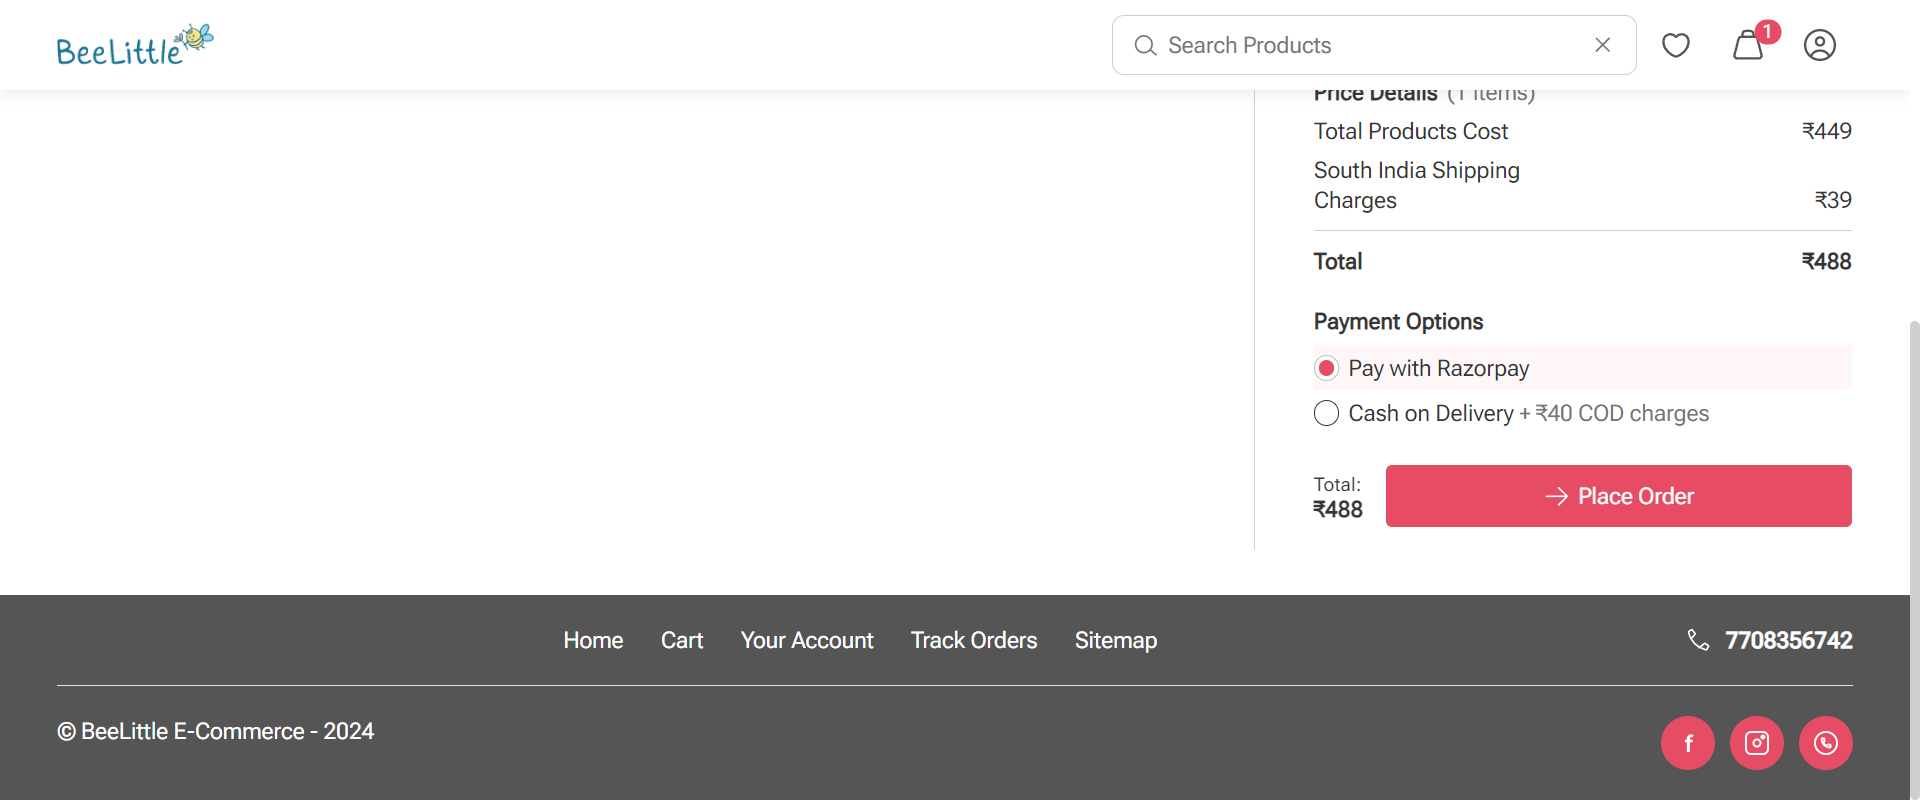 BeeLittle
Search Products
1
Price Details (1 items)
Total Products Cost ₹449
South India Shipping
Charges ₹39
Total ₹488
Payment Options
Pay with Razorpay
Cash on Delivery + ₹40 COD charges
Total:
₹488
Place Order
Home Cart Your Account Track Orders Sitemap 7708356742
© BeeLittle E-Commerce - 2024